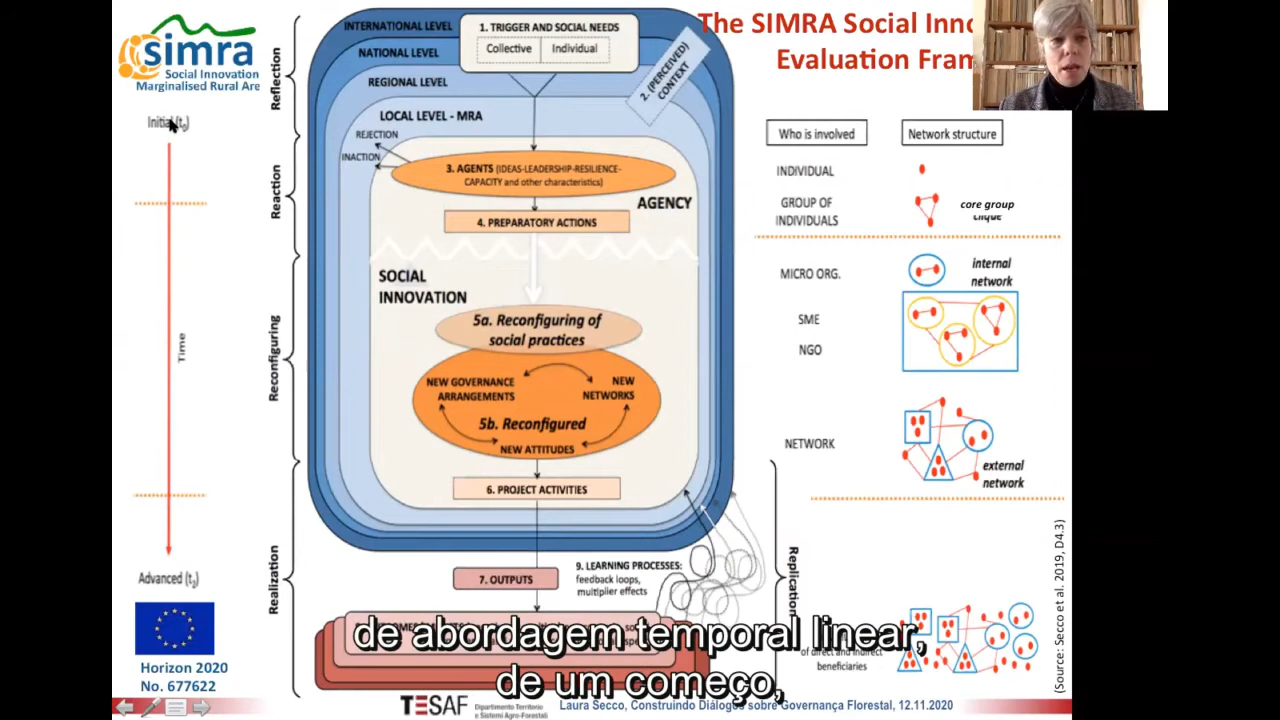 The SIMRA Social Inno
Evaluation Fram
simra
Social Innovation
Marginalised Rural Are
Initial (t0)
Time
Advanced (t3)
Horizon 2020
No. 677622
Reflection
Reaction
Reconfiguring
Realization
INTERNATIONAL LEVEL
NATIONAL LEVEL
REGIONAL LEVEL
LOCAL LEVEL - MRA
1. TRIGGER AND SOCIAL NEEDS
Collective
Individual
2. (PERCEIVED)
CONTEXT
REJECTION
INACTION
3. AGENTS (IDEAS-LEADERSHIP-RESILIENCE-
CAPACITY and other characteristics)
AGENCY
4. PREPARATORY ACTIONS
SOCIAL
INNOVATION
5a. Reconfiguring of
social practices
NEW GOVERNANCE
ARRANGEMENTS
NEW
NETWORKS
5b. Reconfigured
NEW ATTITUDES
6. PROJECT ACTIVITIES
7. OUTPUTS
9. LEARNING PROCESSES:
feedback loops,
multiplier effects
Replication
Who is involved
Network structure
INDIVIDUAL
GROUP OF
INDIVIDUALS
core group
clique
MICRO ORG.
internal
network
SME
NGO
NETWORK
external
network
of direct and indirect
beneficiaries
(Source: Secco et al. 2019, D4.3)
de abordagem temporal linear,
de um começo,
TESAF
Dipartimento Territorio
e Sistemi Agro-Forestali
Laura Secco, Construindo Diálogos sobre Governança Florestal, 12.11.2020